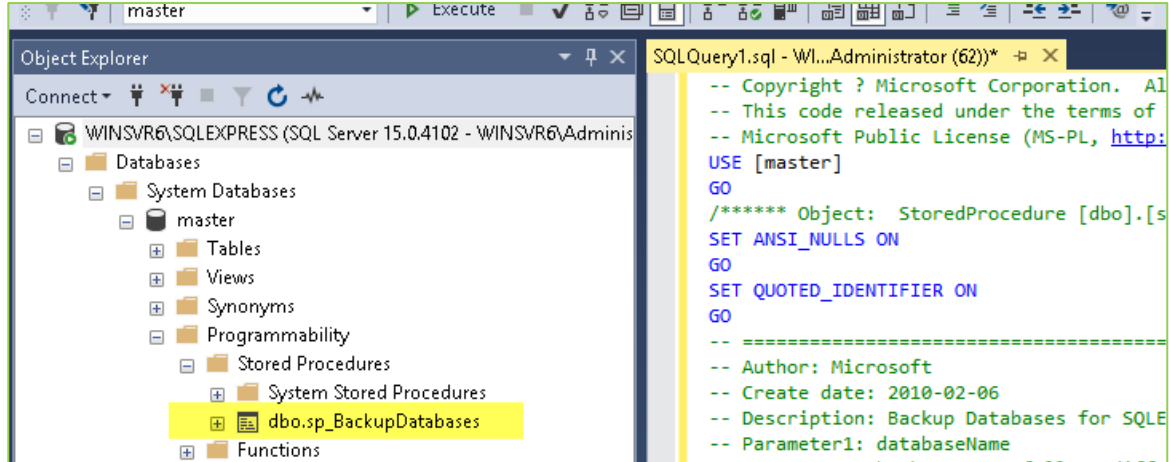 master
Execute
Object Explorer
Connect
WINSVR6\SQLEXPRESS (SQL Server 15.0.4102 - WINSVR6\Adminis
Databases
System Databases
master
Tables
Views
Synonyms
Programmability
Stored Procedures
System Stored Procedures
dbo.sp_BackupDatabases
Functions
SQLQuery1.sql - WI...Administrator (62))*
-- Copyright ? Microsoft Corporation. Al
-- This code released under the terms of
-- Microsoft Public License (MS-PL, http:
USE [master]
GO
/****** Object: StoredProcedure [dbo].[s
SET ANSI_NULLS ON
GO
SET QUOTED_IDENTIFIER ON
GO
-- ======================================
-- Author: Microsoft
-- Create date: 2010-02-06
-- Description: Backup Databases for SQLE
-- Parameter1: databaseName